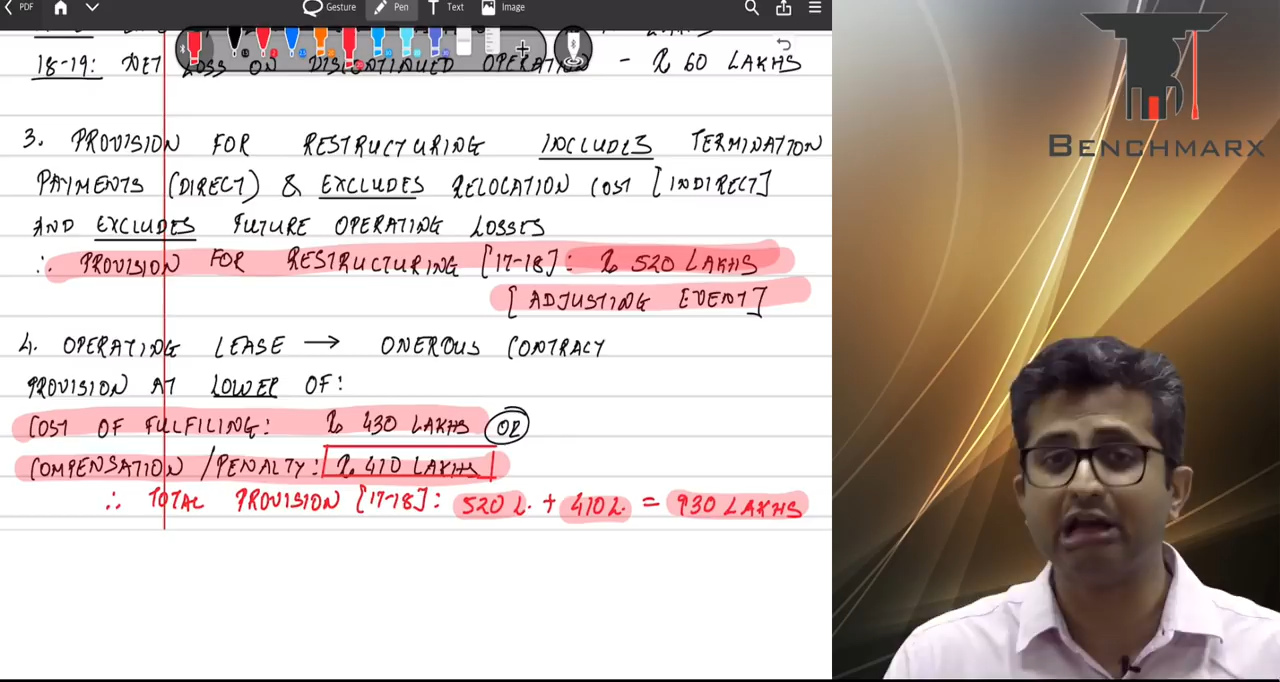 PDF
Gesture
Pen
Text
Image
18-19: NET LOSS ON DISCONTINUED OPERATION - ₹ 60 LAKHS
3. PROVISION FOR RESTRUCTURING INCLUDES TERMINATION
PAYMENTS (DIRECT) & EXCLUDES RELOCATION COST [INDIRECT]
AND EXCLUDES FUTURE OPERATING LOSSES
∴ PROVISION FOR RESTRUCTURING [17-18]: ₹ 520 LAKHS
[ADJUSTING EVENT]
4. OPERATING LEASE → ONEROUS CONTRACT
PROVISION AT LOWER OF:
COST OF FULFILING: ₹ 430 LAKHS OR
COMPENSATION/PENALTY: ₹ 410 LAKHS
∴ TOTAL PROVISION [17-18]: 520 L. + 410 L. = 930 LAKHS
BENCHMARX